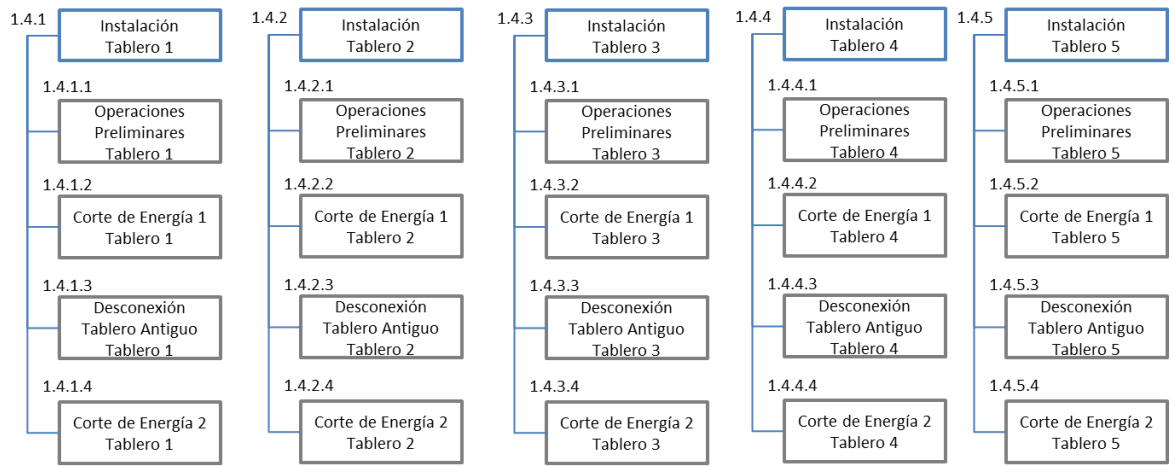 1.4.1
Instalación
Tablero 1
1.4.1.1
Operaciones
Preliminares
Tablero 1
1.4.1.2
Corte de Energía 1
Tablero 1
1.4.1.3
Desconexión
Tablero Antiguo
Tablero 1
1.4.1.4
Corte de Energía 2
Tablero 1
1.4.2
Instalación
Tablero 2
1.4.2.1
Operaciones
Preliminares
Tablero 2
1.4.2.2
Corte de Energía 1
Tablero 2
1.4.2.3
Desconexión
Tablero Antiguo
Tablero 2
1.4.2.4
Corte de Energía 2
Tablero 2
1.4.3
Instalación
Tablero 3
1.4.3.1
Operaciones
Preliminares
Tablero 3
1.4.3.2
Corte de Energía 1
Tablero 3
1.4.3.3
Desconexión
Tablero Antiguo
Tablero 3
1.4.3.4
Corte de Energía 2
Tablero 3
1.4.4
Instalación
Tablero 4
1.4.4.1
Operaciones
Preliminares
Tablero 4
1.4.4.2
Corte de Energía 1
Tablero 4
1.4.4.3
Desconexión
Tablero Antiguo
Tablero 4
1.4.4.4
Corte de Energía 2
Tablero 4
1.4.5
Instalación
Tablero 5
1.4.5.1
Operaciones
Preliminares
Tablero 5
1.4.5.2
Corte de Energía 1
Tablero 5
1.4.5.3
Desconexión
Tablero Antiguo
Tablero 5
1.4.5.4
Corte de Energía 2
Tablero 5